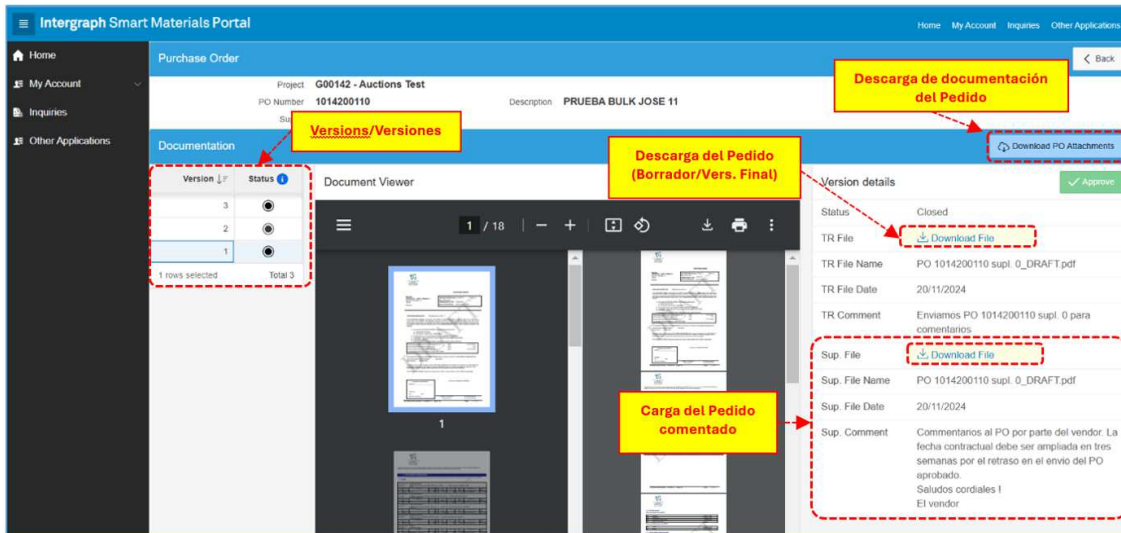 Intergraph Smart Materials Portal
Home My Account Inquiries Other Applications
Home
My Account
Inquiries
Other Applications
Purchase Order
Back
Project G00142 - Auctions Test
PO Number 1014200110 Description PRUEBA BULK JOSE 11
Descarga de documentación
del Pedido
Versions/Versiones
Documentation
Download PO Attachments
Descarga del Pedido
(Borrador/Vers. Final)
Version Status
3
2
1
1 rows selected Total 3
Document Viewer
1 / 18
1
DRAFT
Version details
Approve
Status Closed
TR File Download File
TR File Name PO 1014200110 supl. 0_DRAFT.pdf
TR File Date 20/11/2024
TR Comment Enviamos PO 1014200110 supl. 0 para
comentarios
Sup. File Download File
Sup. File Name PO 1014200110 supl. 0_DRAFT.pdf
Sup. File Date 20/11/2024
Carga del Pedido
comentado
Sup. Comment Commentarios al PO por parte del vendor. La
fecha contractual debe ser ampliada en tres
semanas por el retraso en el envio del PO
aprobado.
Saludos cordiales !
El vendor